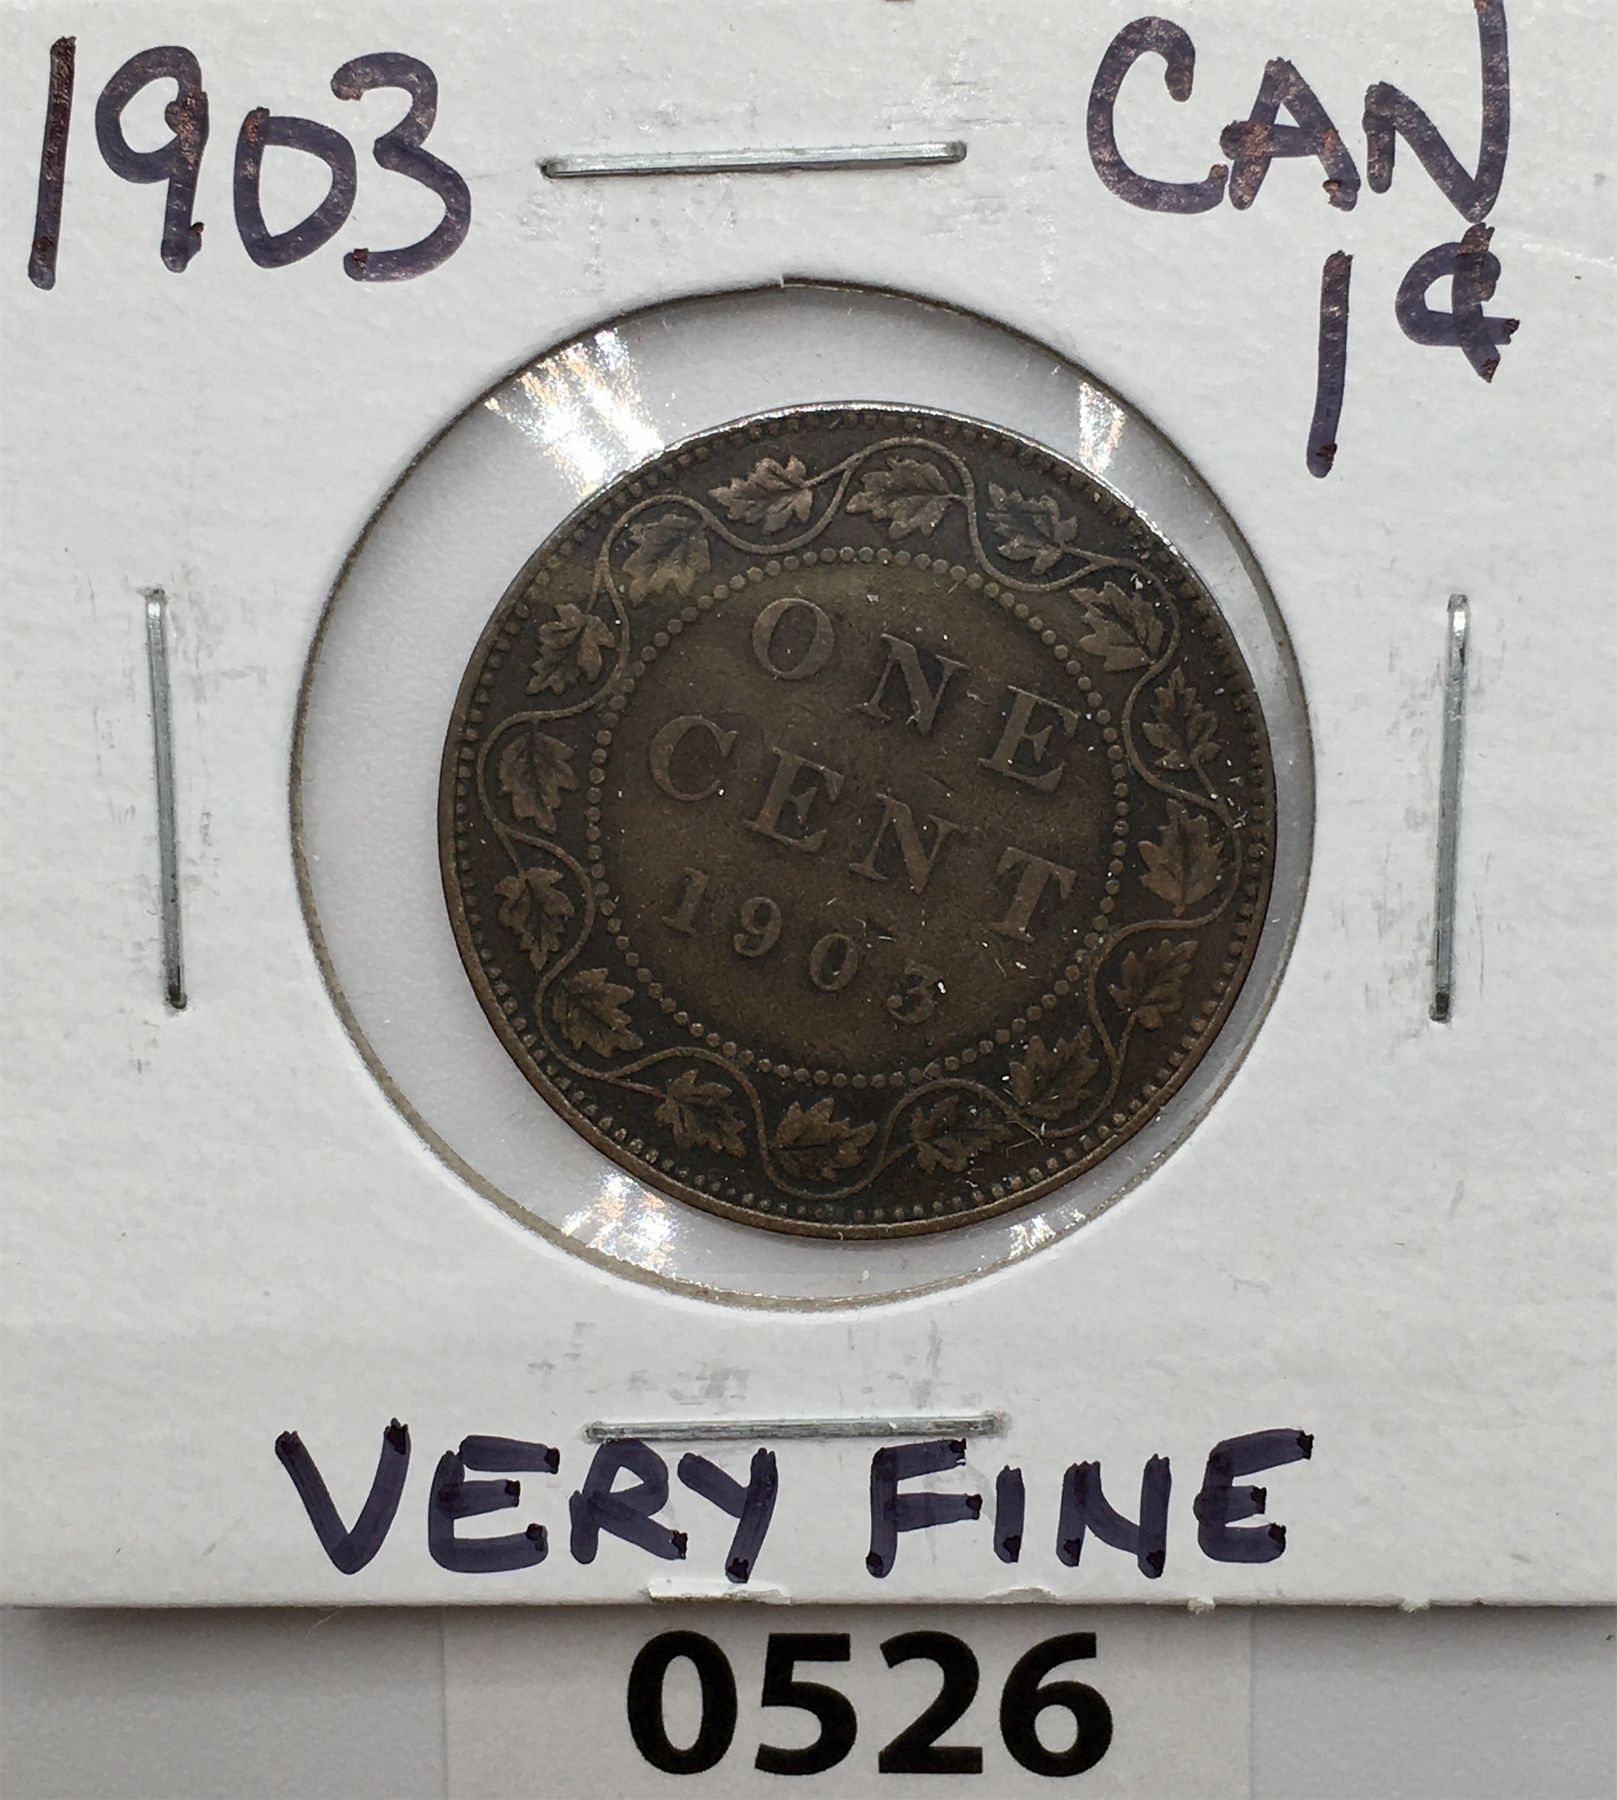 1903
CAN
1¢
ONE
CENT
1903
VERY FINE
0526